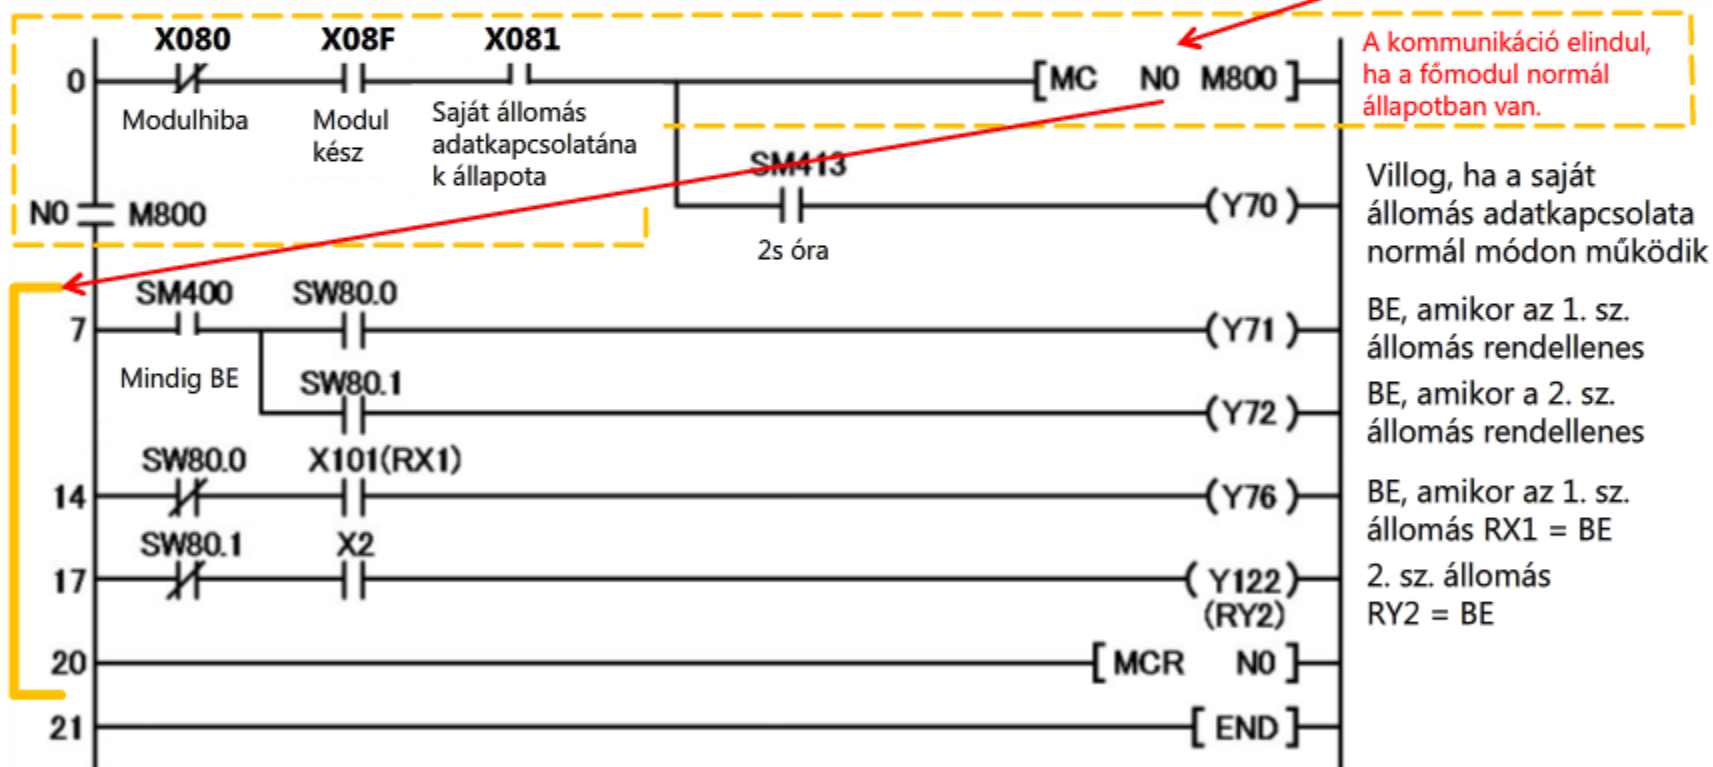 X080 X08F X081
0 [MC N0 M800]
A kommunikáció elindul,
ha a főmodul normál
állapotban van.
Modulhiba
Modul
kész
Saját állomás
adatkapcsolatána
k állapota
SM413
N0 M800
(Y70)
2s óra
Villog, ha a saját
állomás adatkapcsolata
normál módon működik
SM400 SW80.0
7 (Y71)
BE, amikor az 1. sz.
állomás rendellenes
Mindig BE
SW80.1
(Y72)
BE, amikor a 2. sz.
állomás rendellenes
SW80.0 X101(RX1)
14 (Y76)
BE, amikor az 1. sz.
állomás RX1 = BE
SW80.1 X2
17 (Y122)
(RY2)
2. sz. állomás
RY2 = BE
20 [MCR N0]
21 [END]